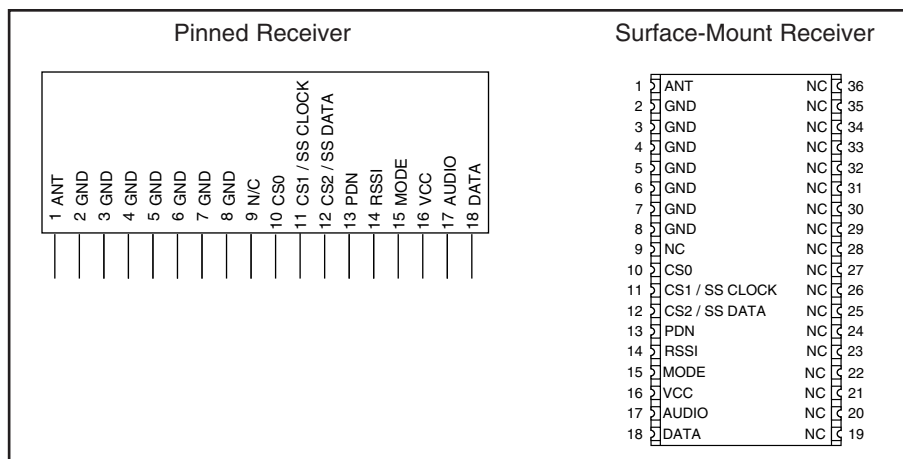 Pinned Receiver
1 ANT
2 GND
3 GND
4 GND
5 GND
6 GND
7 GND
8 GND
9 N/C
10 CS0
11 CS1 / SS CLOCK
12 CS2 / SS DATA
13 PDN
14 RSSI
15 MODE
16 VCC
17 AUDIO
18 DATA
Surface-Mount Receiver
1 ANT NC 36
2 GND NC 35
3 GND NC 34
4 GND NC 33
5 GND NC 32
6 GND NC 31
7 GND NC 30
8 GND NC 29
9 NC NC 28
10 CS0 NC 27
11 CS1 / SS CLOCK NC 26
12 CS2 / SS DATA NC 25
13 PDN NC 24
14 RSSI NC 23
15 MODE NC 22
16 VCC NC 21
17 AUDIO NC 20
18 DATA NC 19